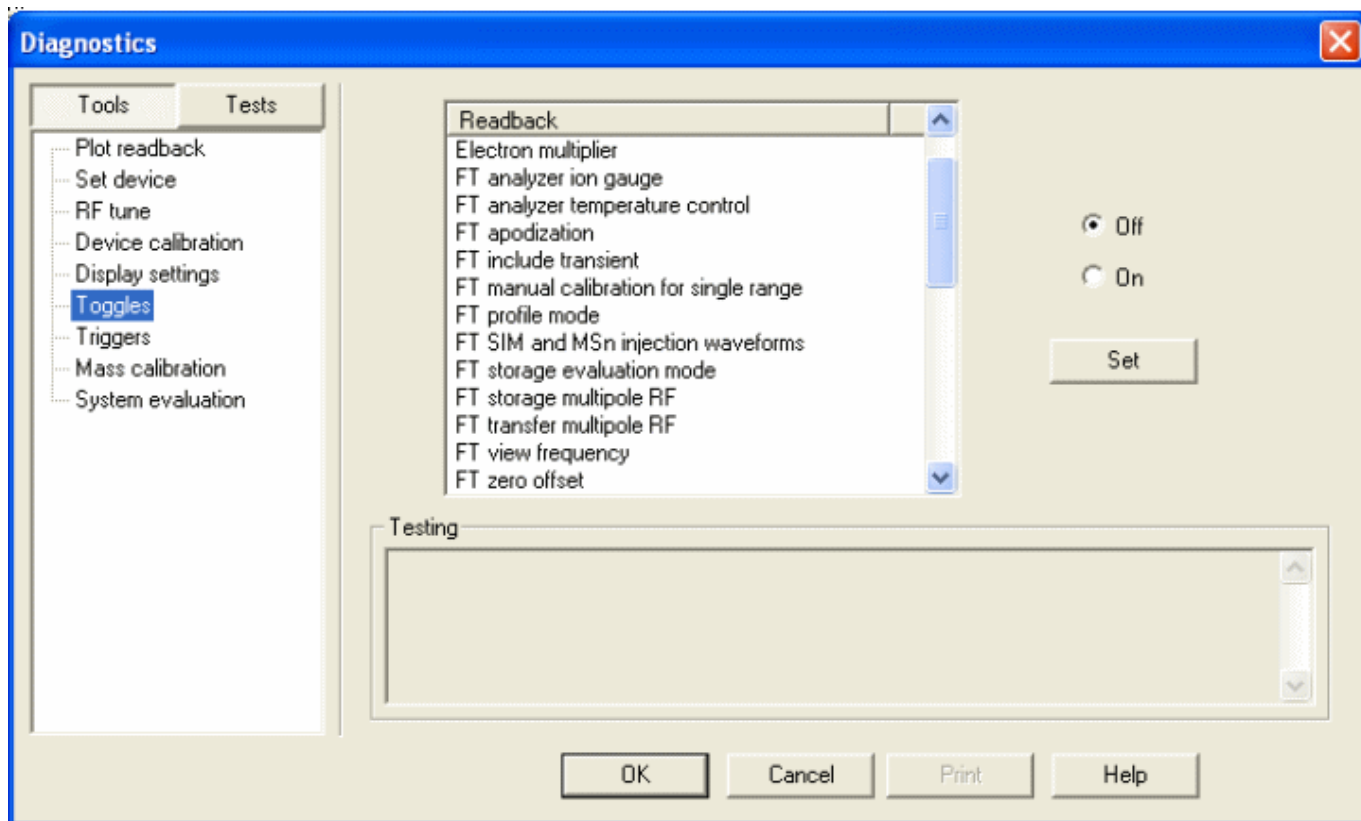 Diagnostics
Tools
Tests
Plot readback
Set device
RF tune
Device calibration
Display settings
Toggles
Triggers
Mass calibration
System evaluation
Readback
Electron multiplier
FT analyzer ion gauge
FT analyzer temperature control
FT apodization
FT include transient
FT manual calibration for single range
FT profile mode
FT SIM and MSn injection waveforms
FT storage evaluation mode
FT storage multipole RF
FT transfer multipole RF
FT view frequency
FT zero offset
Off
On
Set
Testing
OK
Cancel
Print
Help